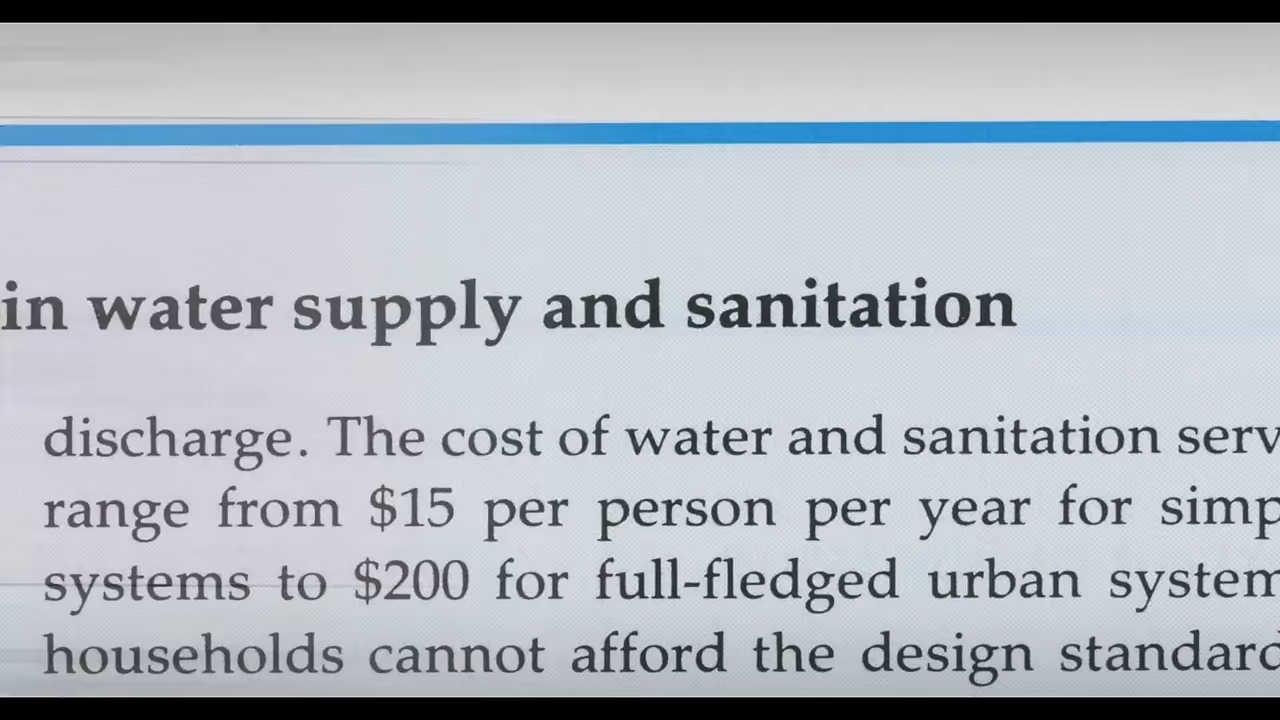 in water supply and sanitation
discharge. The cost of water and sanitation serv
range from $15 per person per year for simp
systems to $200 for full-fledged urban system
households cannot afford the design standard